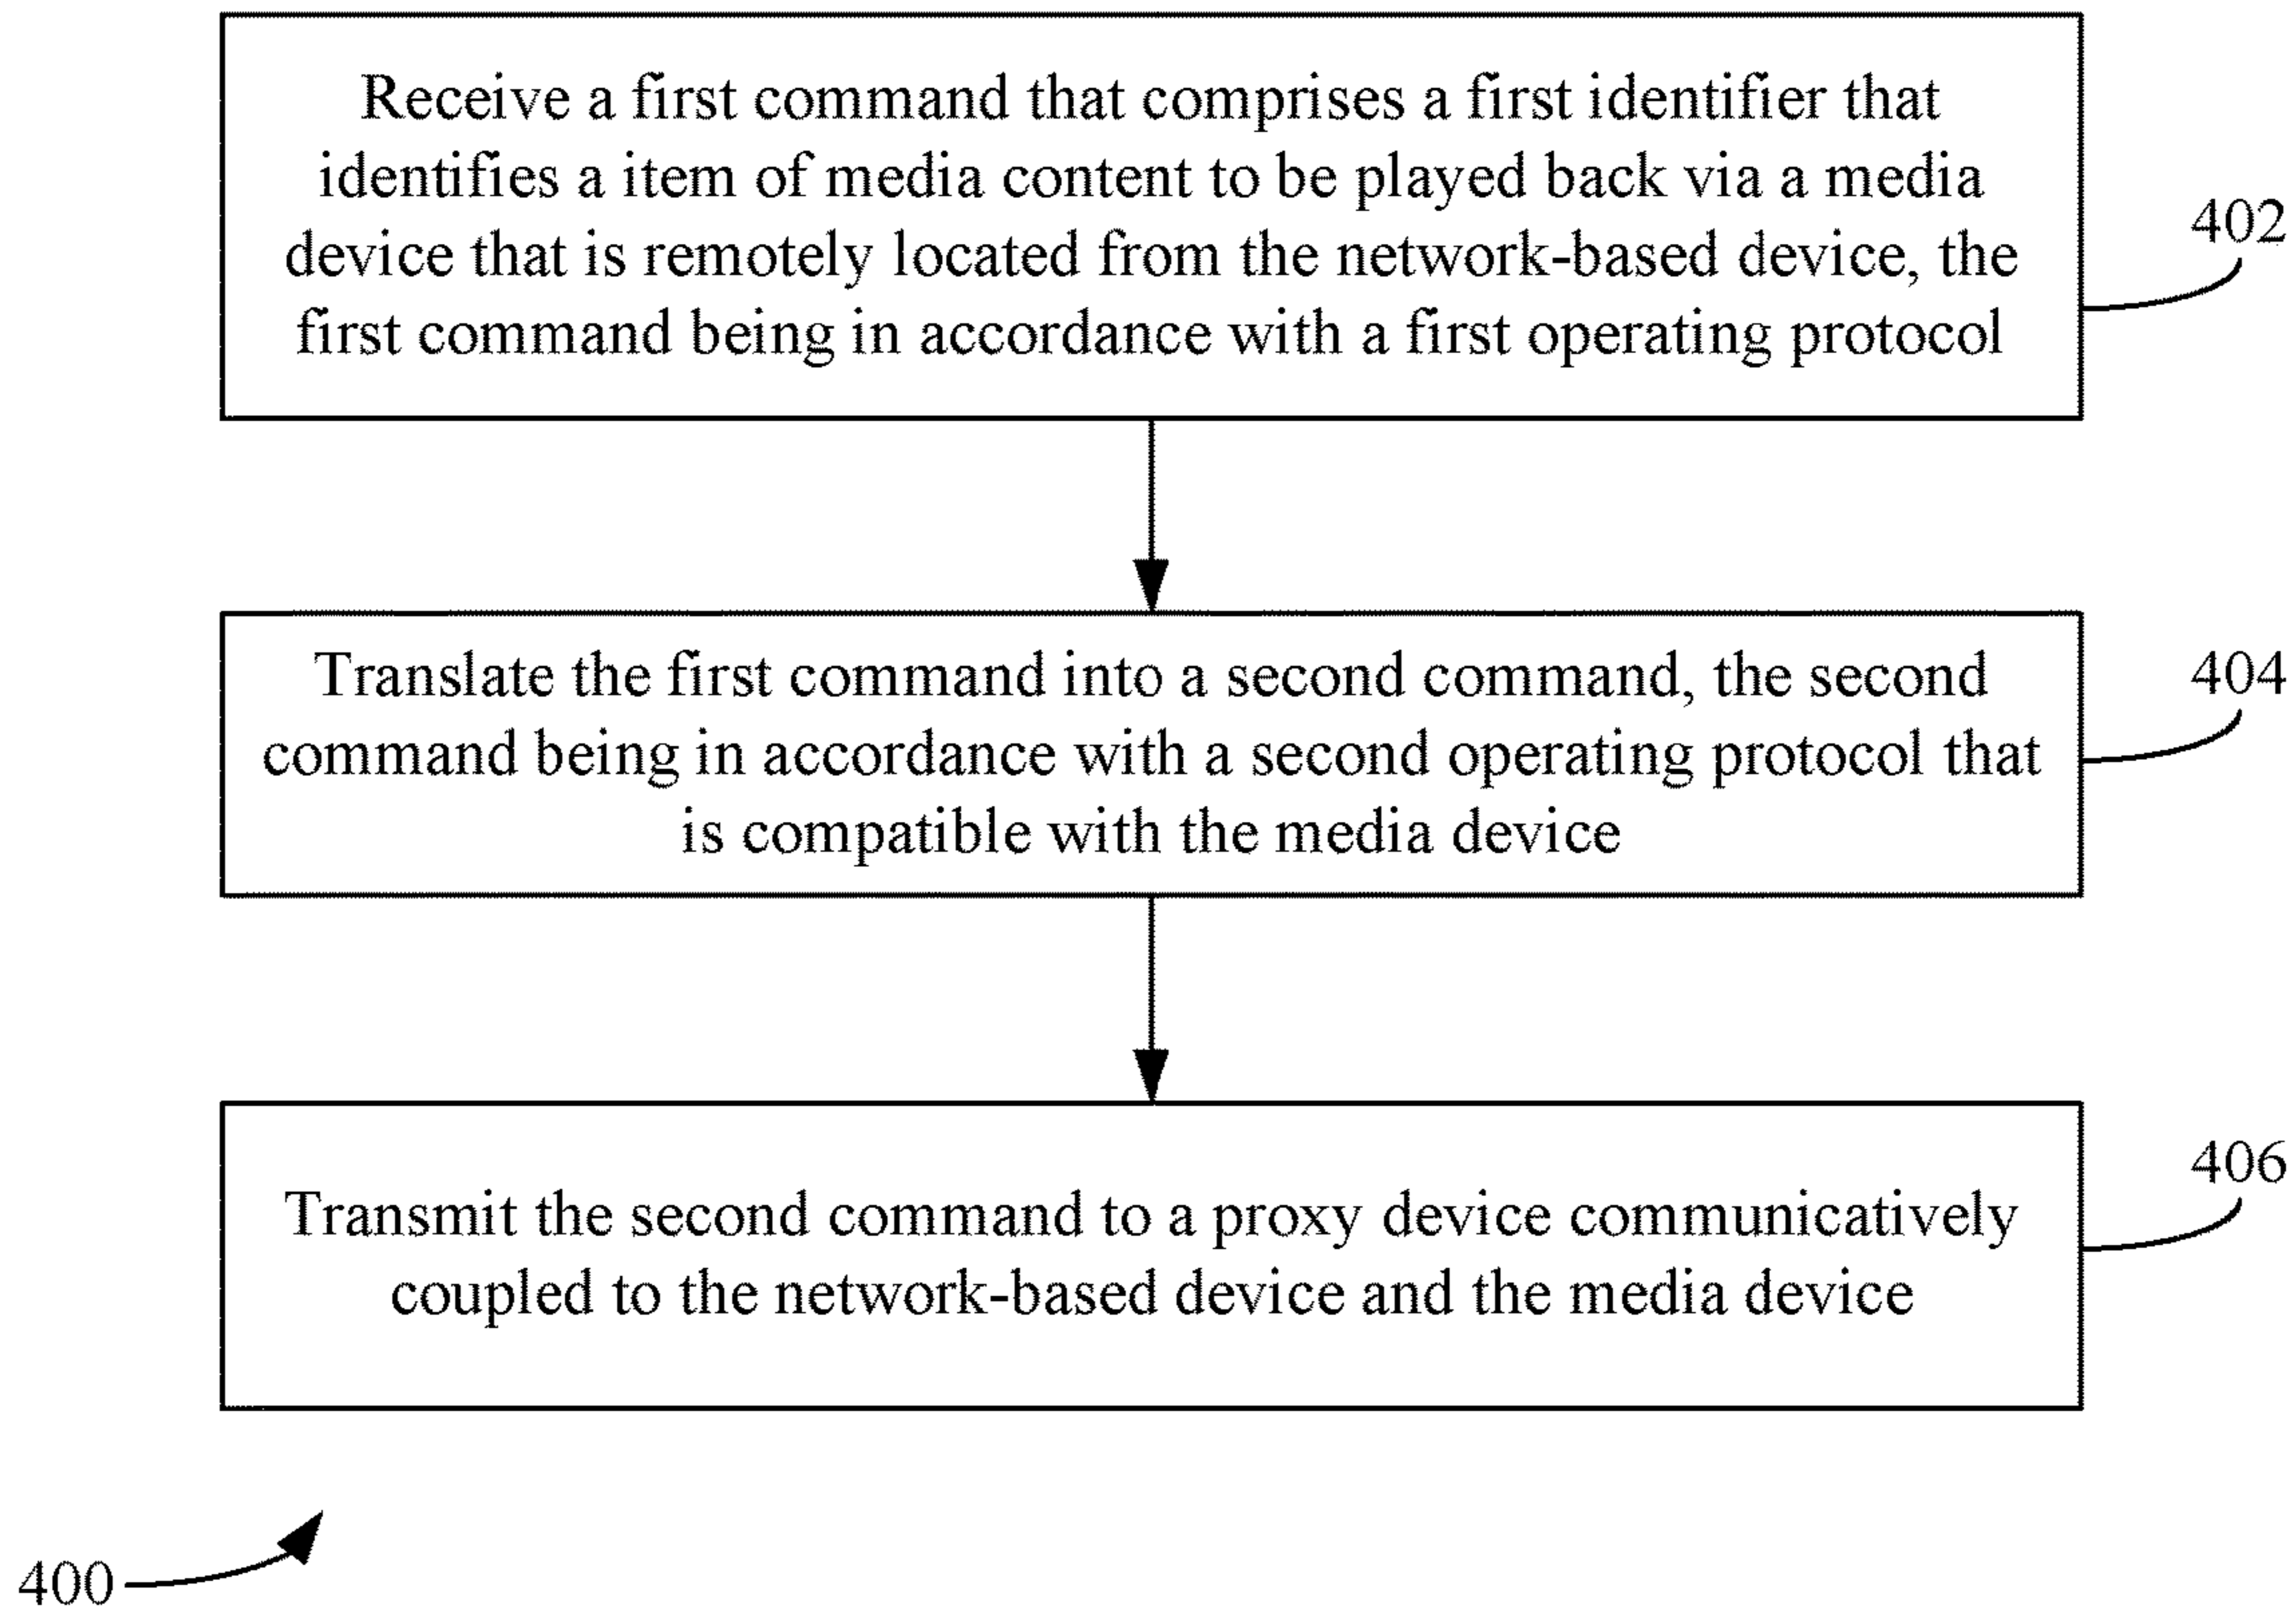 Receive a first command that comprises a first identifier that
identifies a item of media content to be played back via a media
device that is remotely located from the network-based device, the
first command being in accordance with a first operating protocol
402
Translate the first command into a second command, the second
command being in accordance with a second operating protocol that
is compatible with the media device
404
Transmit the second command to a proxy device communicatively
coupled to the network-based device and the media device
406
400